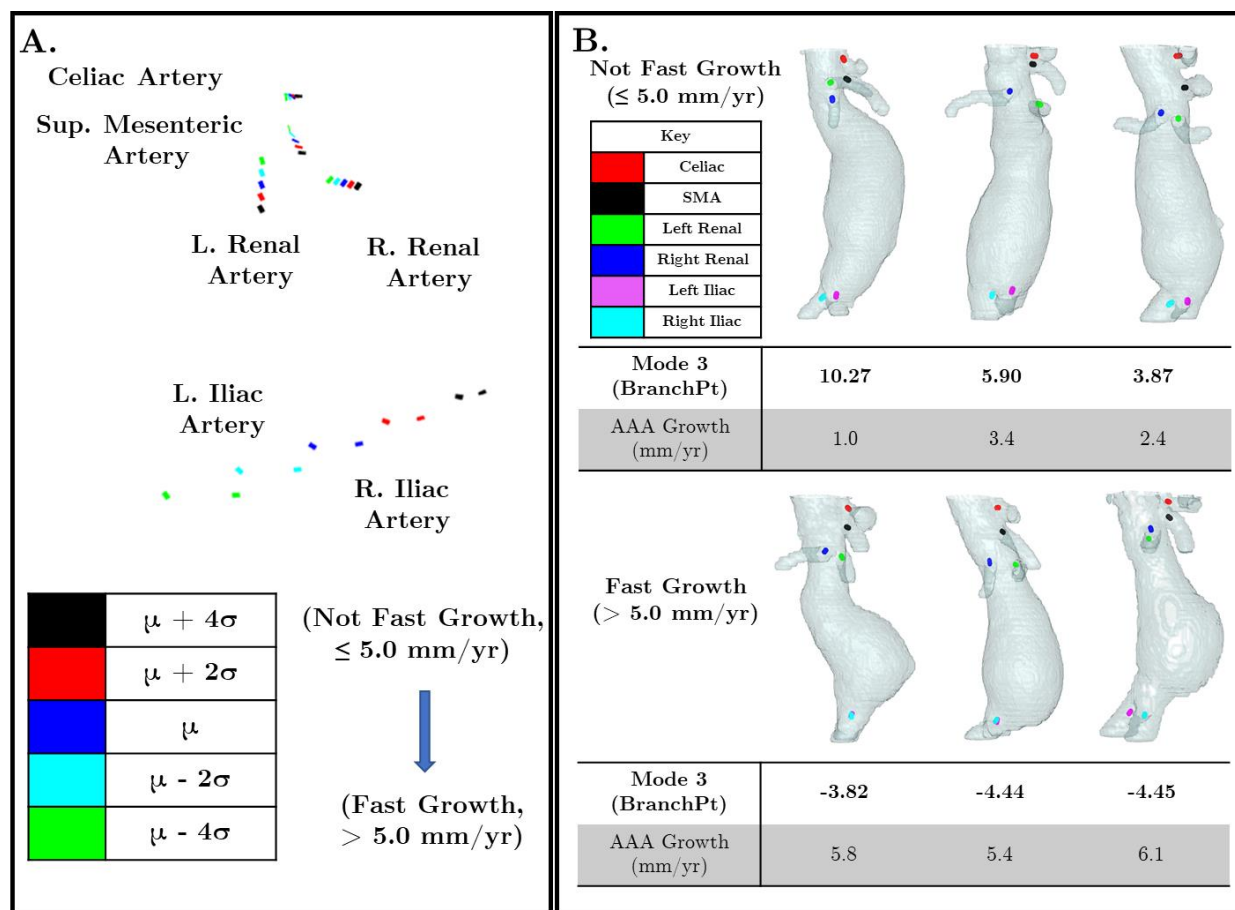 A.
Celiac Artery
Sup. Mesenteric
Artery
L. Renal
Artery
R. Renal
Artery
L. Iliac
Artery
R. Iliac
Artery
μ + 4σ
μ + 2σ
μ
μ - 2σ
μ - 4σ
(Not Fast Growth,
≤ 5.0 mm/yr)
(Fast Growth,
> 5.0 mm/yr)
B.
Not Fast Growth
(≤ 5.0 mm/yr)
Key
Celiac
SMA
Left Renal
Right Renal
Left Iliac
Right Iliac
Mode 3
(BranchPt)
10.27 5.90 3.87
AAA Growth
(mm/yr)
1.0 3.4 2.4
Fast Growth
(> 5.0 mm/yr)
Mode 3
(BranchPt)
-3.82 -4.44 -4.45
AAA Growth
(mm/yr)
5.8 5.4 6.1